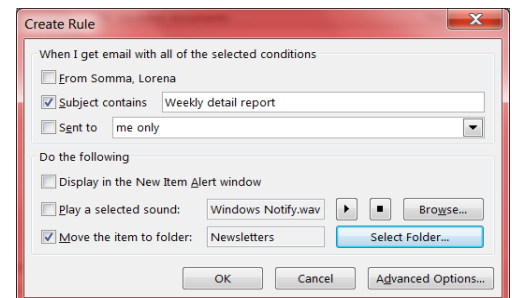 Create Rule
When I get email with all of the selected conditions
From Somma, Lorena
Subject contains Weekly detail report
Sent to me only
Do the following
Display in the New Item Alert window
Play a selected sound: Windows Notify.wav Browse...
Move the item to folder: Newsletters Select Folder...
OK Cancel Advanced Options...